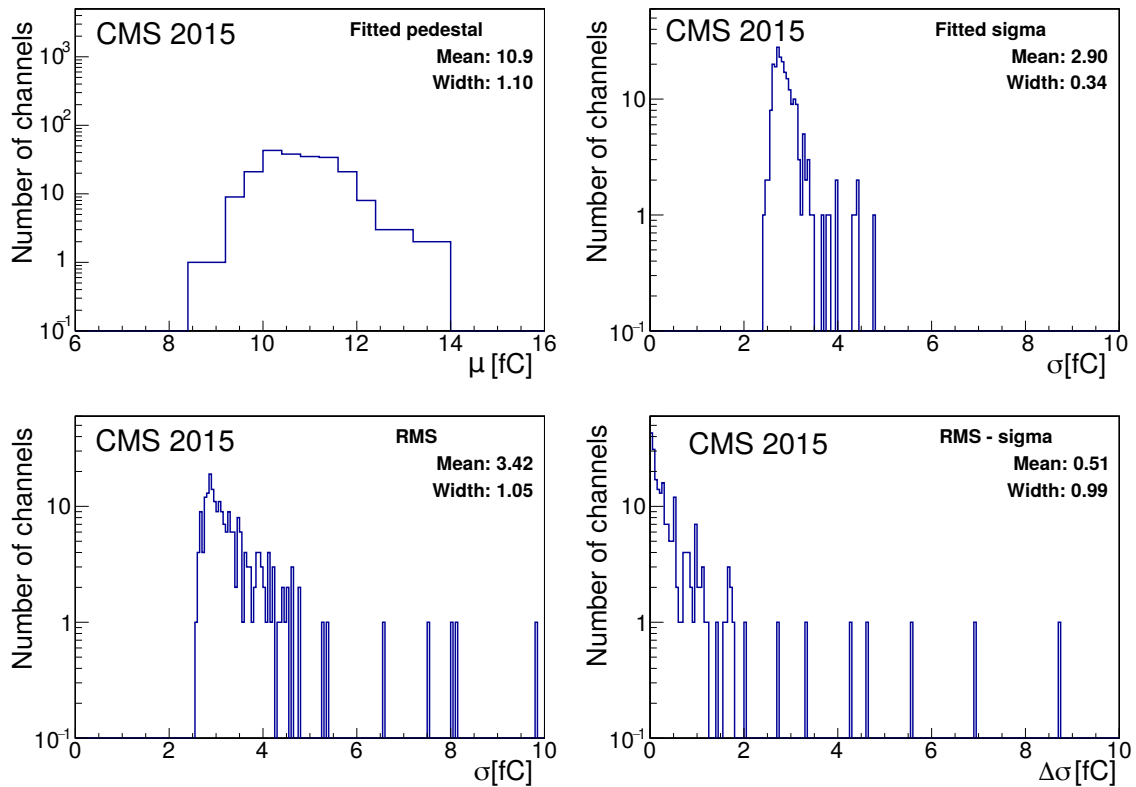 CMS 2015
Fitted pedestal
Mean: 10.9
Width: 1.10
Number of channels
10³
10²
10
1
10⁻¹
6 8 10 12 14 16
μ [fC]
CMS 2015
Fitted sigma
Mean: 2.90
Width: 0.34
Number of channels
10
1
10⁻¹
0 2 4 6 8 10
σ[fC]
CMS 2015
RMS
Mean: 3.42
Width: 1.05
Number of channels
10
1
10⁻¹
0 2 4 6 8 10
σ[fC]
CMS 2015
RMS - sigma
Mean: 0.51
Width: 0.99
Number of channels
10
1
10⁻¹
0 2 4 6 8 10
Δσ[fC]